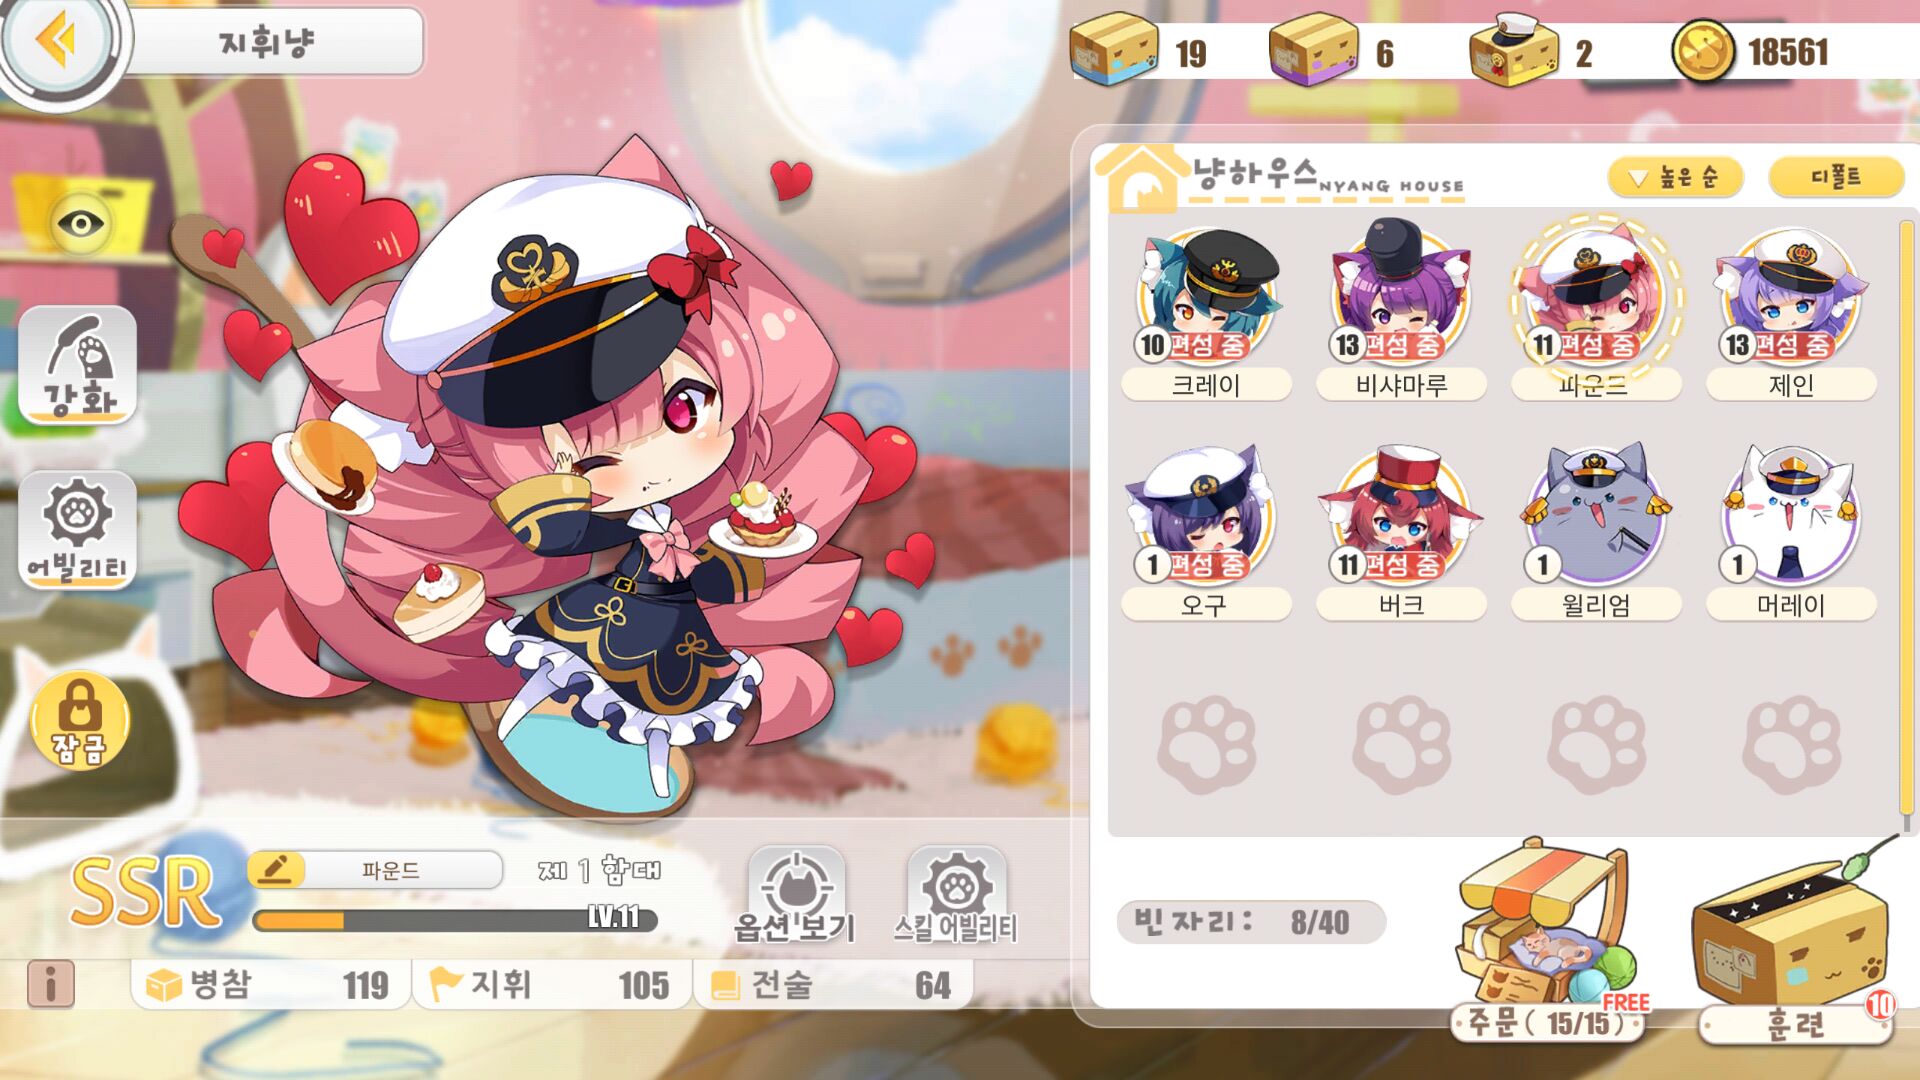 지휘냥
19
6
2
18561
냥하우스 NYANG HOUSE
높은 순
디폴트
강화
어빌리티
잠금
10 편성 중
크레이
13 편성 중
비샤마루
11 편성 중
파운드
13 편성 중
제인
1 편성 중
오구
11 편성 중
버크
1
윌리엄
1
머레이
SSR
파운드
제 1 함대
LV.11
옵션 보기
스킬 어빌리티
병참 119
지휘 105
전술 64
빈 자리: 8/40
FREE
주문( 15/15 )
10
훈련